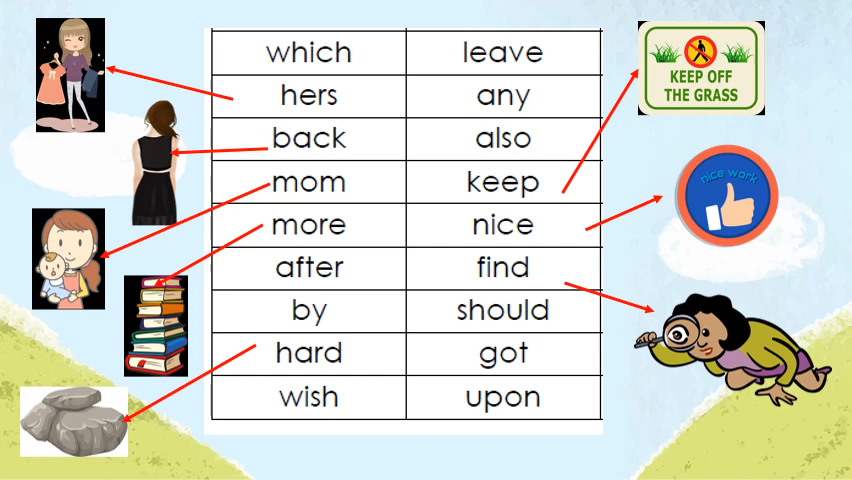 which leave
hers any
back also
mom keep
more nice
after find
by should
hard got
wish upon
KEEP OFF
THE GRASS
nice work